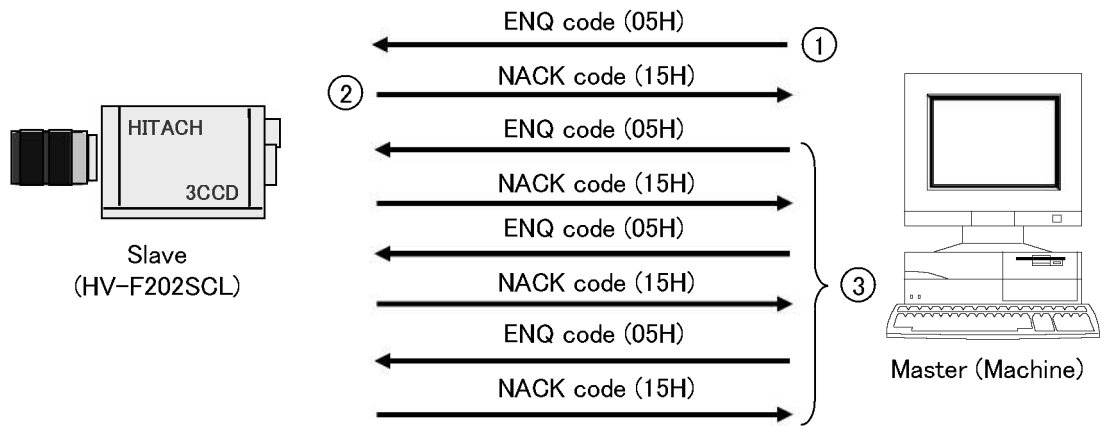 ENQ code (05H)
①
NACK code (15H)
②
ENQ code (05H)
NACK code (15H)
ENQ code (05H)
NACK code (15H)
③
ENQ code (05H)
NACK code (15H)
HITACH
3CCD
Slave
(HV-F202SCL)
Master (Machine)